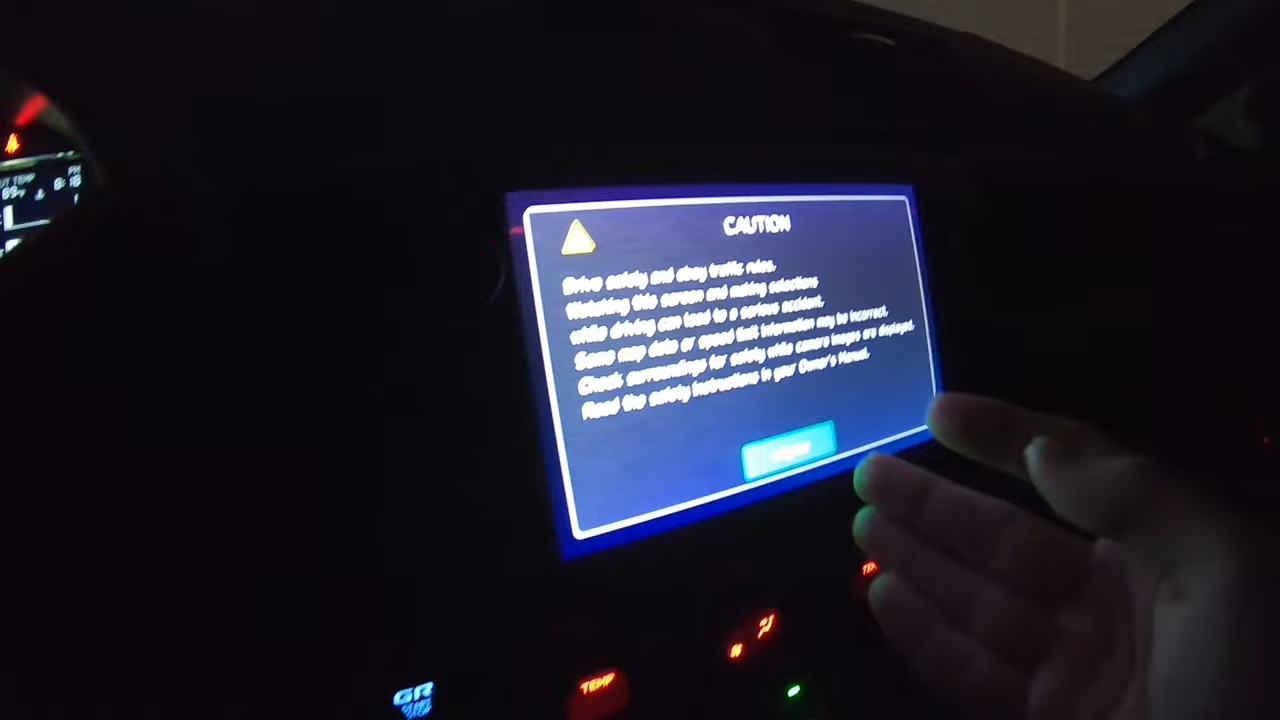 CAUTION
Drive safely and obey traffic rules.
Watching this screen and making selections
while driving can lead to a serious accident.
Some map data or speed limit information may be incorrect.
Check surroundings for safety while camera images are displayed.
Read the safety instructions in your Owner's Manual.
TEMP
GR